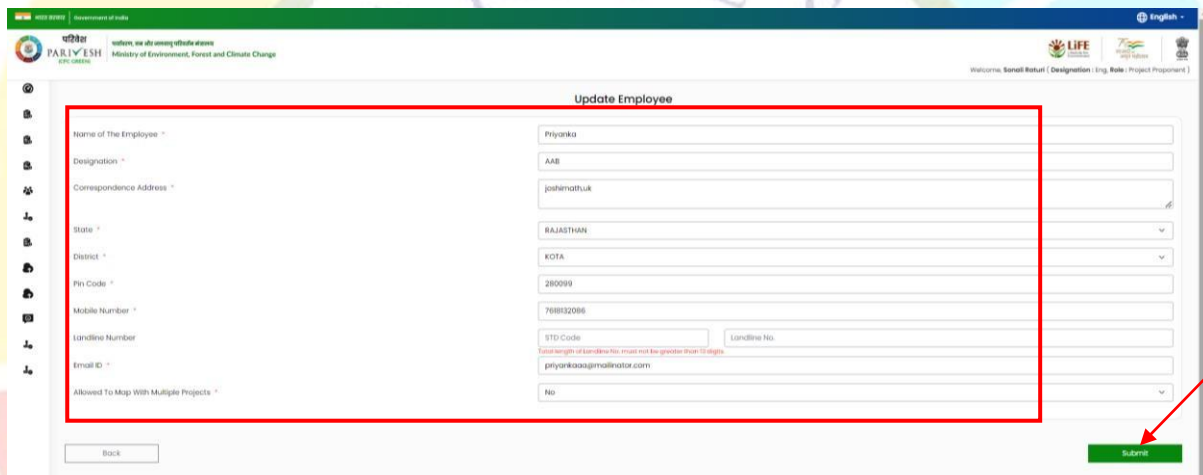 भारत सरकार Government of India English
परिवेश
PARIVESH
(CPC GREEN)
पर्यावरण, वन और जलवायु परिवर्तन मंत्रालय
Ministry of Environment, Forest and Climate Change
LiFE
Welcome, Sonali Raturi ( Designation : Eng, Role : Project Proponent )
Update Employee
Name of The Employee * Priyanka
Designation * AAB
Correspondence Address * joshimath,uk
State * RAJASTHAN
District * KOTA
Pin Code * 280099
Mobile Number * 7618132086
Landline Number STD Code Landline No.
Total length of Landline No. must not be greater than 13 digits
Email ID * priyankaaa@mailinator.com
Allowed To Map With Multiple Projects * No
Back Submit